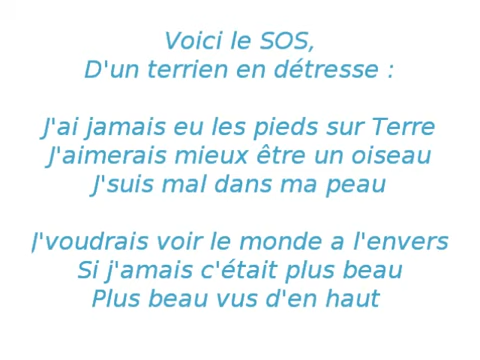 Voici le SOS,
D'un terrien en détresse :
J'ai jamais eu les pieds sur Terre
J'aimerais mieux être un oiseau
J'suis mal dans ma peau
J'voudrais voir le monde a l'envers
Si j'amais c'était plus beau
Plus beau vus d'en haut